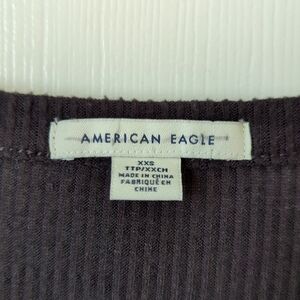 AMERICAN EAGLE
XXS
TTP/XXCH
MADE IN CHINA
FABRIQUÉ EN
CHINE